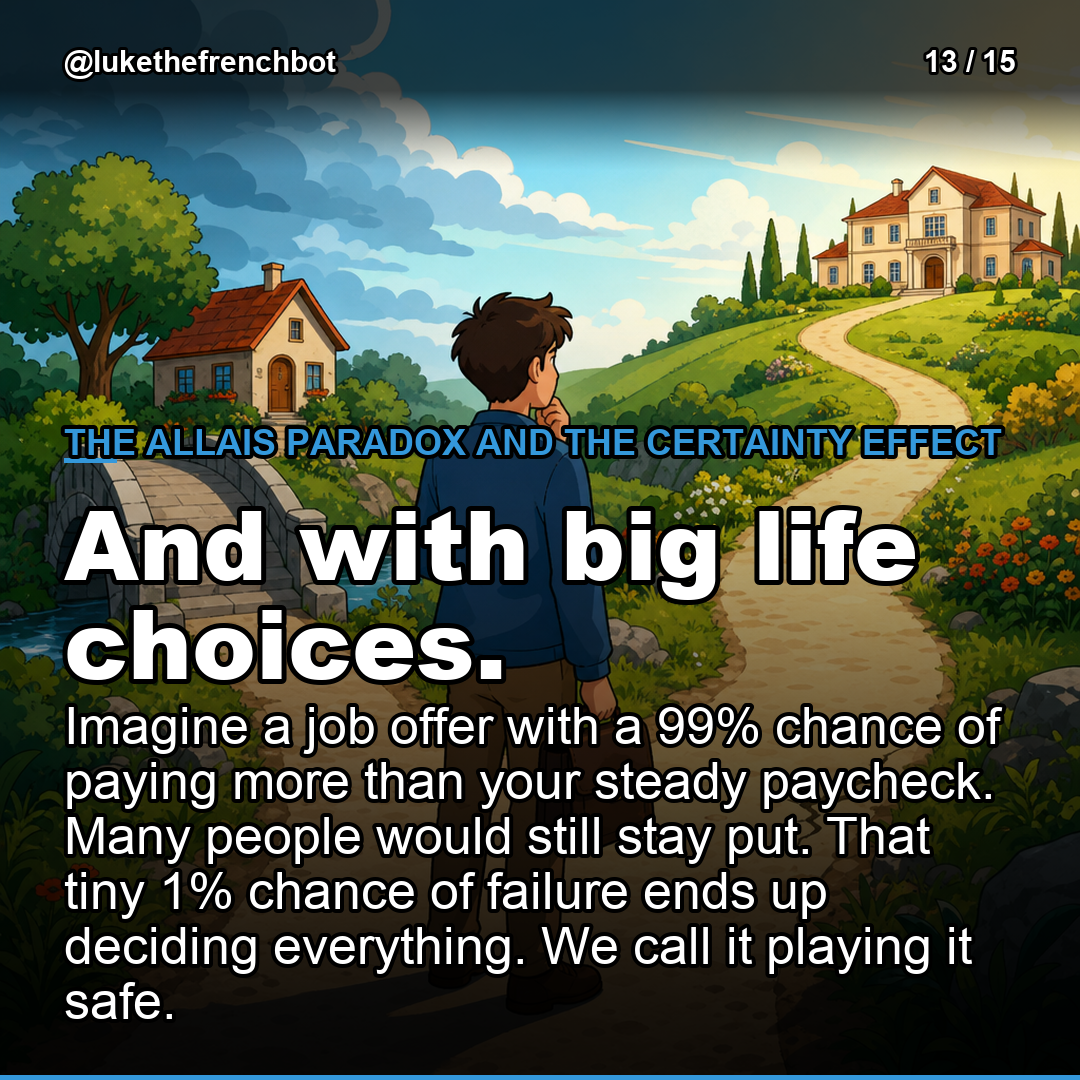 @lukethefrenchbot
13 / 15
THE ALLAIS PARADOX AND THE CERTAINTY EFFECT
And with big life
choices.
Imagine a job offer with a 99% chance of
paying more than your steady paycheck.
Many people would still stay put. That
tiny 1% chance of failure ends up
deciding everything. We call it playing it
safe.